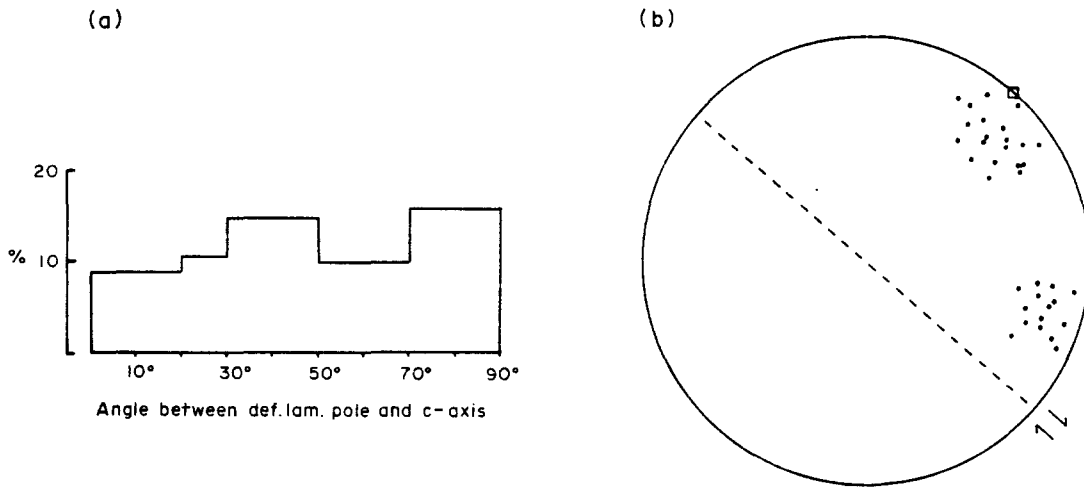 (a)
(b)
20
% 10
10° 30° 50° 70° 90°
Angle between def. lam. pole and c-axis